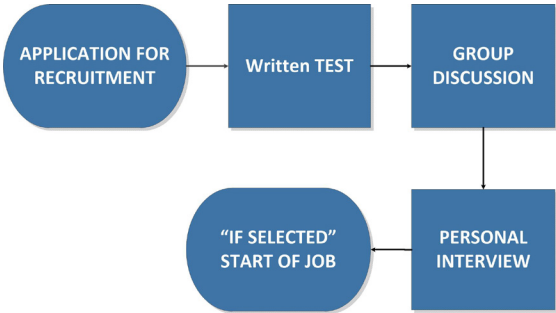 APPLICATION FOR
RECRUITMENT
Written TEST
GROUP
DISCUSSION
PERSONAL
INTERVIEW
“IF SELECTED”
START OF JOB